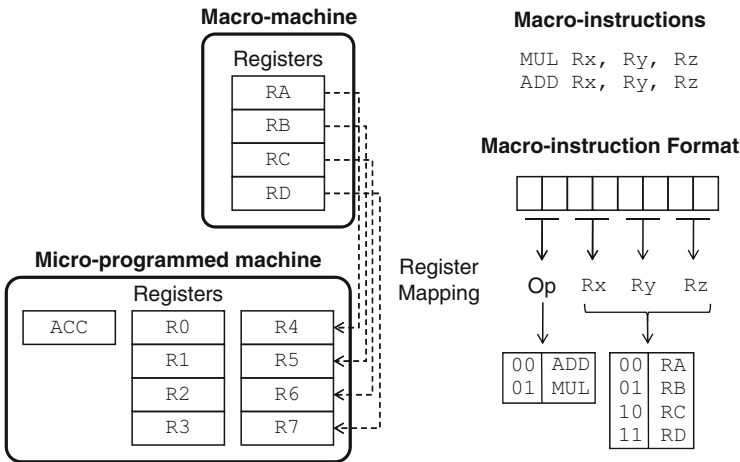 Macro-machine
Registers
RA
RB
RC
RD
Micro-programmed machine
Registers
ACC
R0
R1
R2
R3
R4
R5
R6
R7
Register
Mapping
Macro-instructions
MUL Rx, Ry, Rz
ADD Rx, Ry, Rz
Macro-instruction Format
Op Rx Ry Rz
00 ADD
01 MUL
00 RA
01 RB
10 RC
11 RD